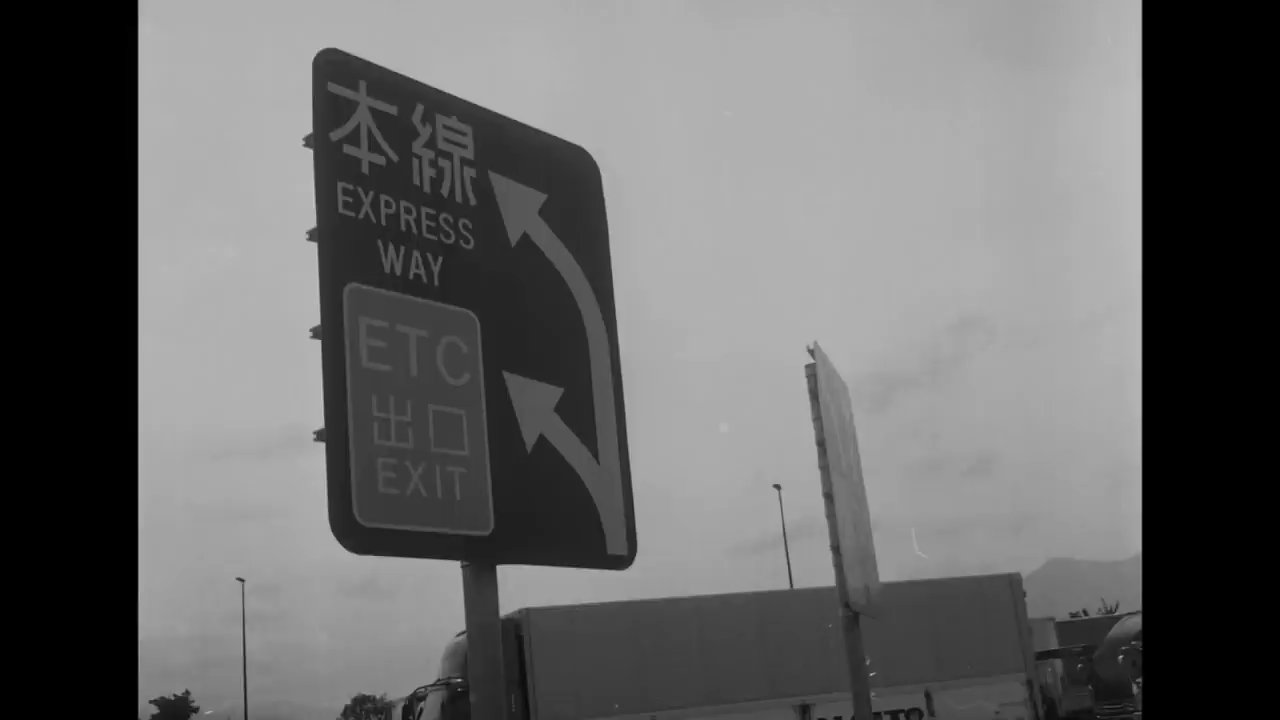 本線
EXPRESS
WAY
ETC
出口
EXIT